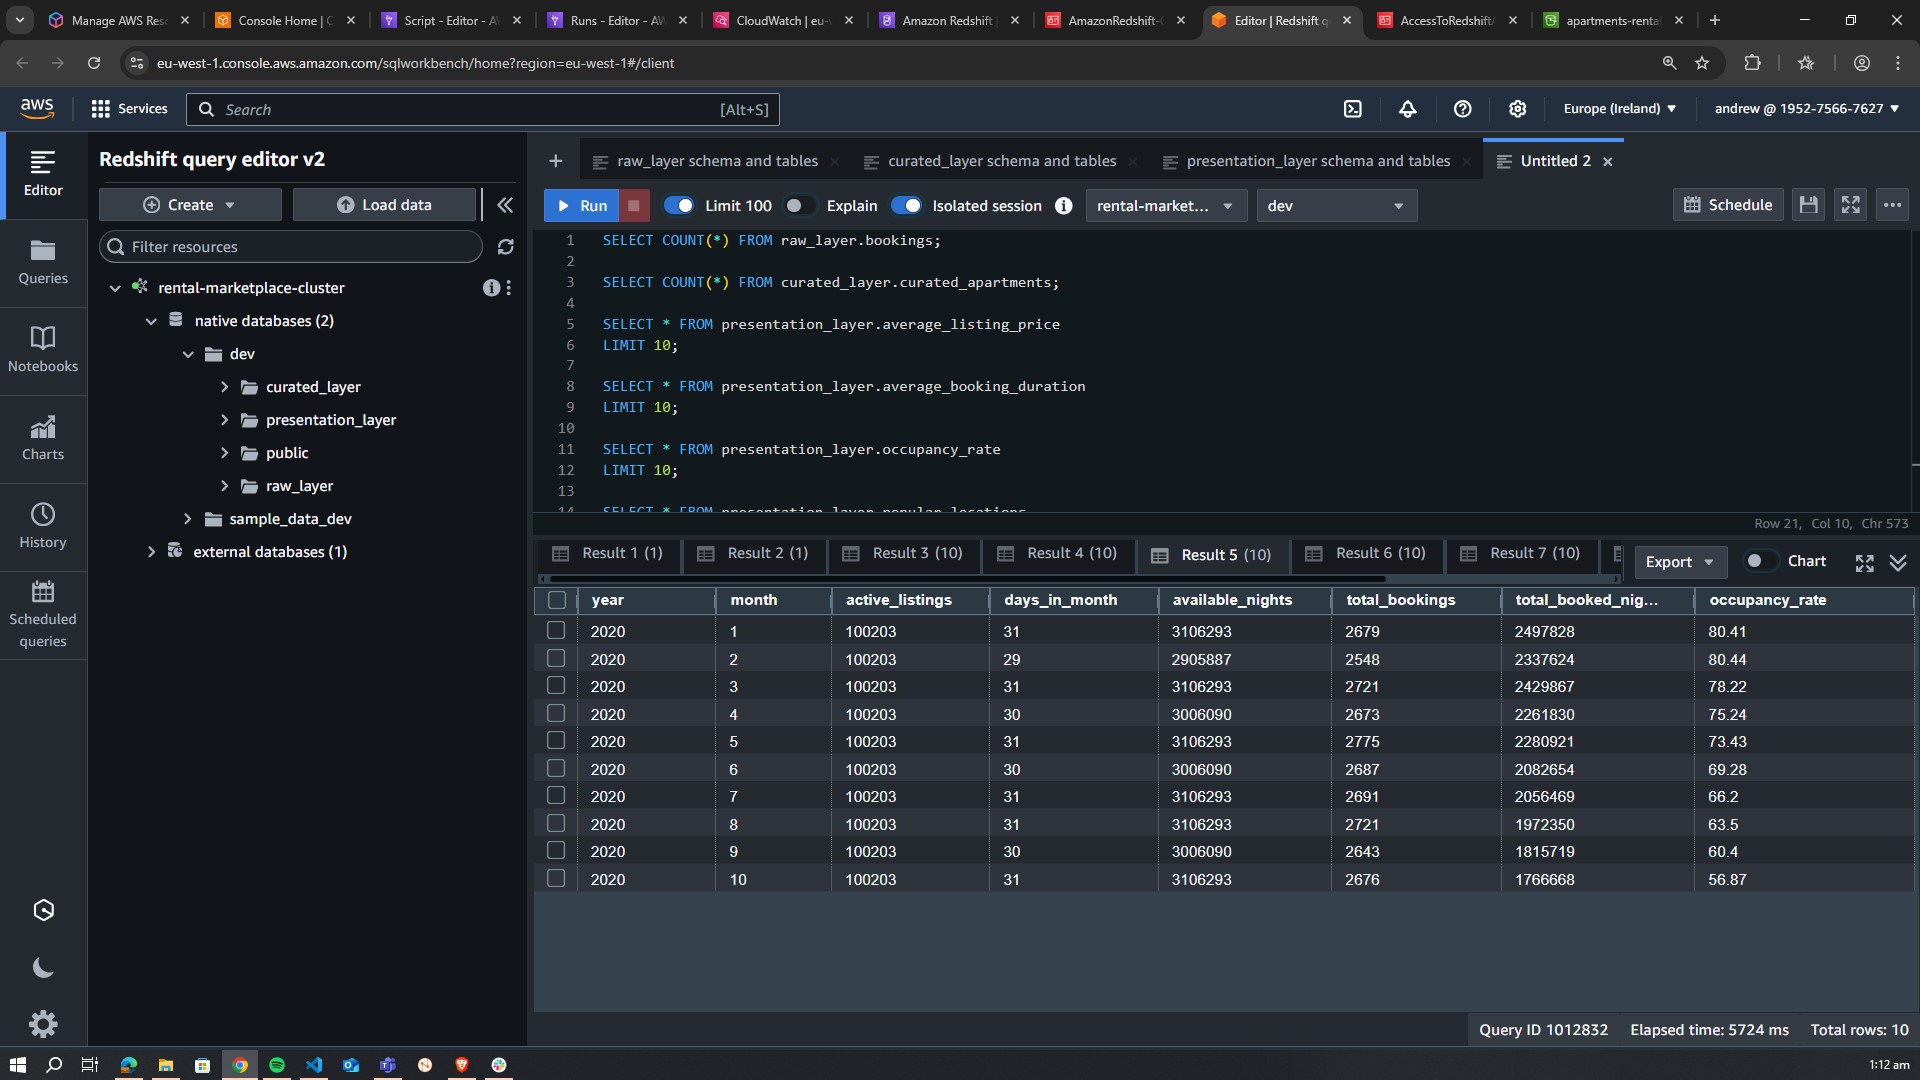 Manage AWS Res
Console Home | C
Script - Editor - A
Runs - Editor - AW
CloudWatch | eu-
Amazon Redshift
AmazonRedshift-C
Editor | Redshift q
AccessToRedshift
apartments-renta
eu-west-1.console.aws.amazon.com/sqlworkbench/home?region=eu-west-1#/client
aws
Services
Search
[Alt+S]
Europe (Ireland)
andrew @ 1952-7566-7627
Editor
Queries
Notebooks
Charts
History
Scheduled
queries
Redshift query editor v2
Create
Load data
Filter resources
rental-marketplace-cluster
native databases (2)
dev
curated_layer
presentation_layer
public
raw_layer
sample_data_dev
external databases (1)
raw_layer schema and tables
curated_layer schema and tables
presentation_layer schema and tables
Untitled 2
Run
Limit 100
Explain
Isolated session
rental-market...
dev
Schedule
1 SELECT COUNT(*) FROM raw_layer.bookings;
2
3 SELECT COUNT(*) FROM curated_layer.curated_apartments;
4
5 SELECT * FROM presentation_layer.average_listing_price
6 LIMIT 10;
7
8 SELECT * FROM presentation_layer.average_booking_duration
9 LIMIT 10;
10
11 SELECT * FROM presentation_layer.occupancy_rate
12 LIMIT 10;
13
14 SELECT * FROM presentation_layer.popular_locations
Row 21, Col 10, Chr 573
Result 1 (1)
Result 2 (1)
Result 3 (10)
Result 4 (10)
Result 5 (10)
Result 6 (10)
Result 7 (10)
Export
Chart
year month active_listings days_in_month available_nights total_bookings total_booked_nig... occupancy_rate
2020 1 100203 31 3106293 2679 2497828 80.41
2020 2 100203 29 2905887 2548 2337624 80.44
2020 3 100203 31 3106293 2721 2429867 78.22
2020 4 100203 30 3006090 2673 2261830 75.24
2020 5 100203 31 3106293 2775 2280921 73.43
2020 6 100203 30 3006090 2687 2082654 69.28
2020 7 100203 31 3106293 2691 2056469 66.2
2020 8 100203 31 3106293 2721 1972350 63.5
2020 9 100203 30 3006090 2643 1815719 60.4
2020 10 100203 31 3106293 2676 1766668 56.87
Query ID 1012832 Elapsed time: 5724 ms Total rows: 10
1:12 am